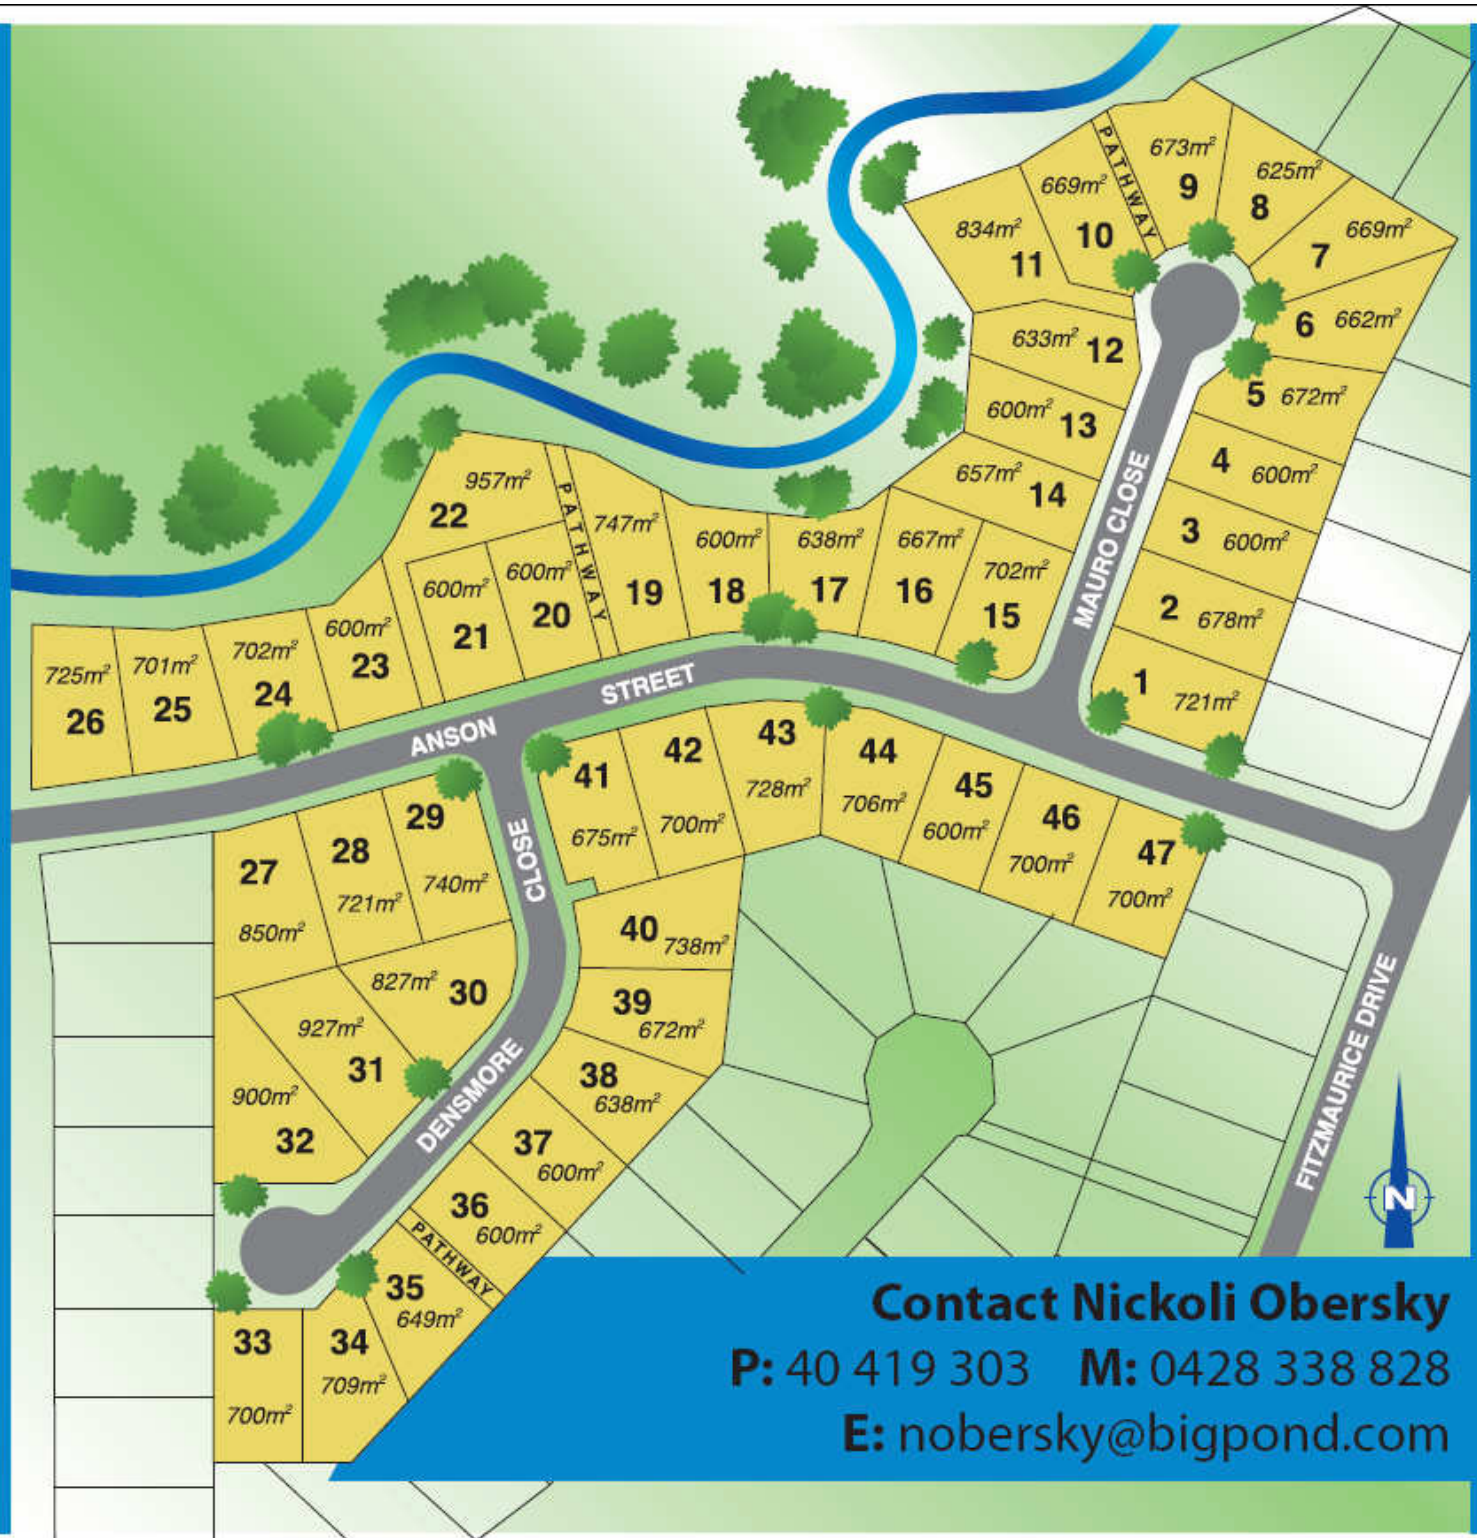 PATHWAY
673m²
9
625m²
8
669m²
10
669m²
7
834m²
11
6 662m²
633m² 12
5 672m²
600m² 13
4 600m²
657m² 14
3 600m²
MAURO CLOSE
2 678m²
1 721m²
957m²
22
PATHWAY
747m²
19
600m²
18
638m²
17
667m²
16
702m²
15
600m²
20
600m²
21
600m²
23
702m²
24
701m²
25
725m²
26
ANSON STREET
41
675m²
42
700m²
43
728m²
44
706m²
45
600m²
46
700m²
47
700m²
27
850m²
28
721m²
29
740m²
DENSMORE CLOSE
827m² 30
927m²
31
900m²
32
40 738m²
39
672m²
38
638m²
37
600m²
36
600m²
PATHWAY
35
649m²
34
709m²
33
700m²
FITZMAURICE DRIVE
N
Contact Nickoli Obersky
P: 40 419 303 M: 0428 338 828
E: nobersky@bigpond.com